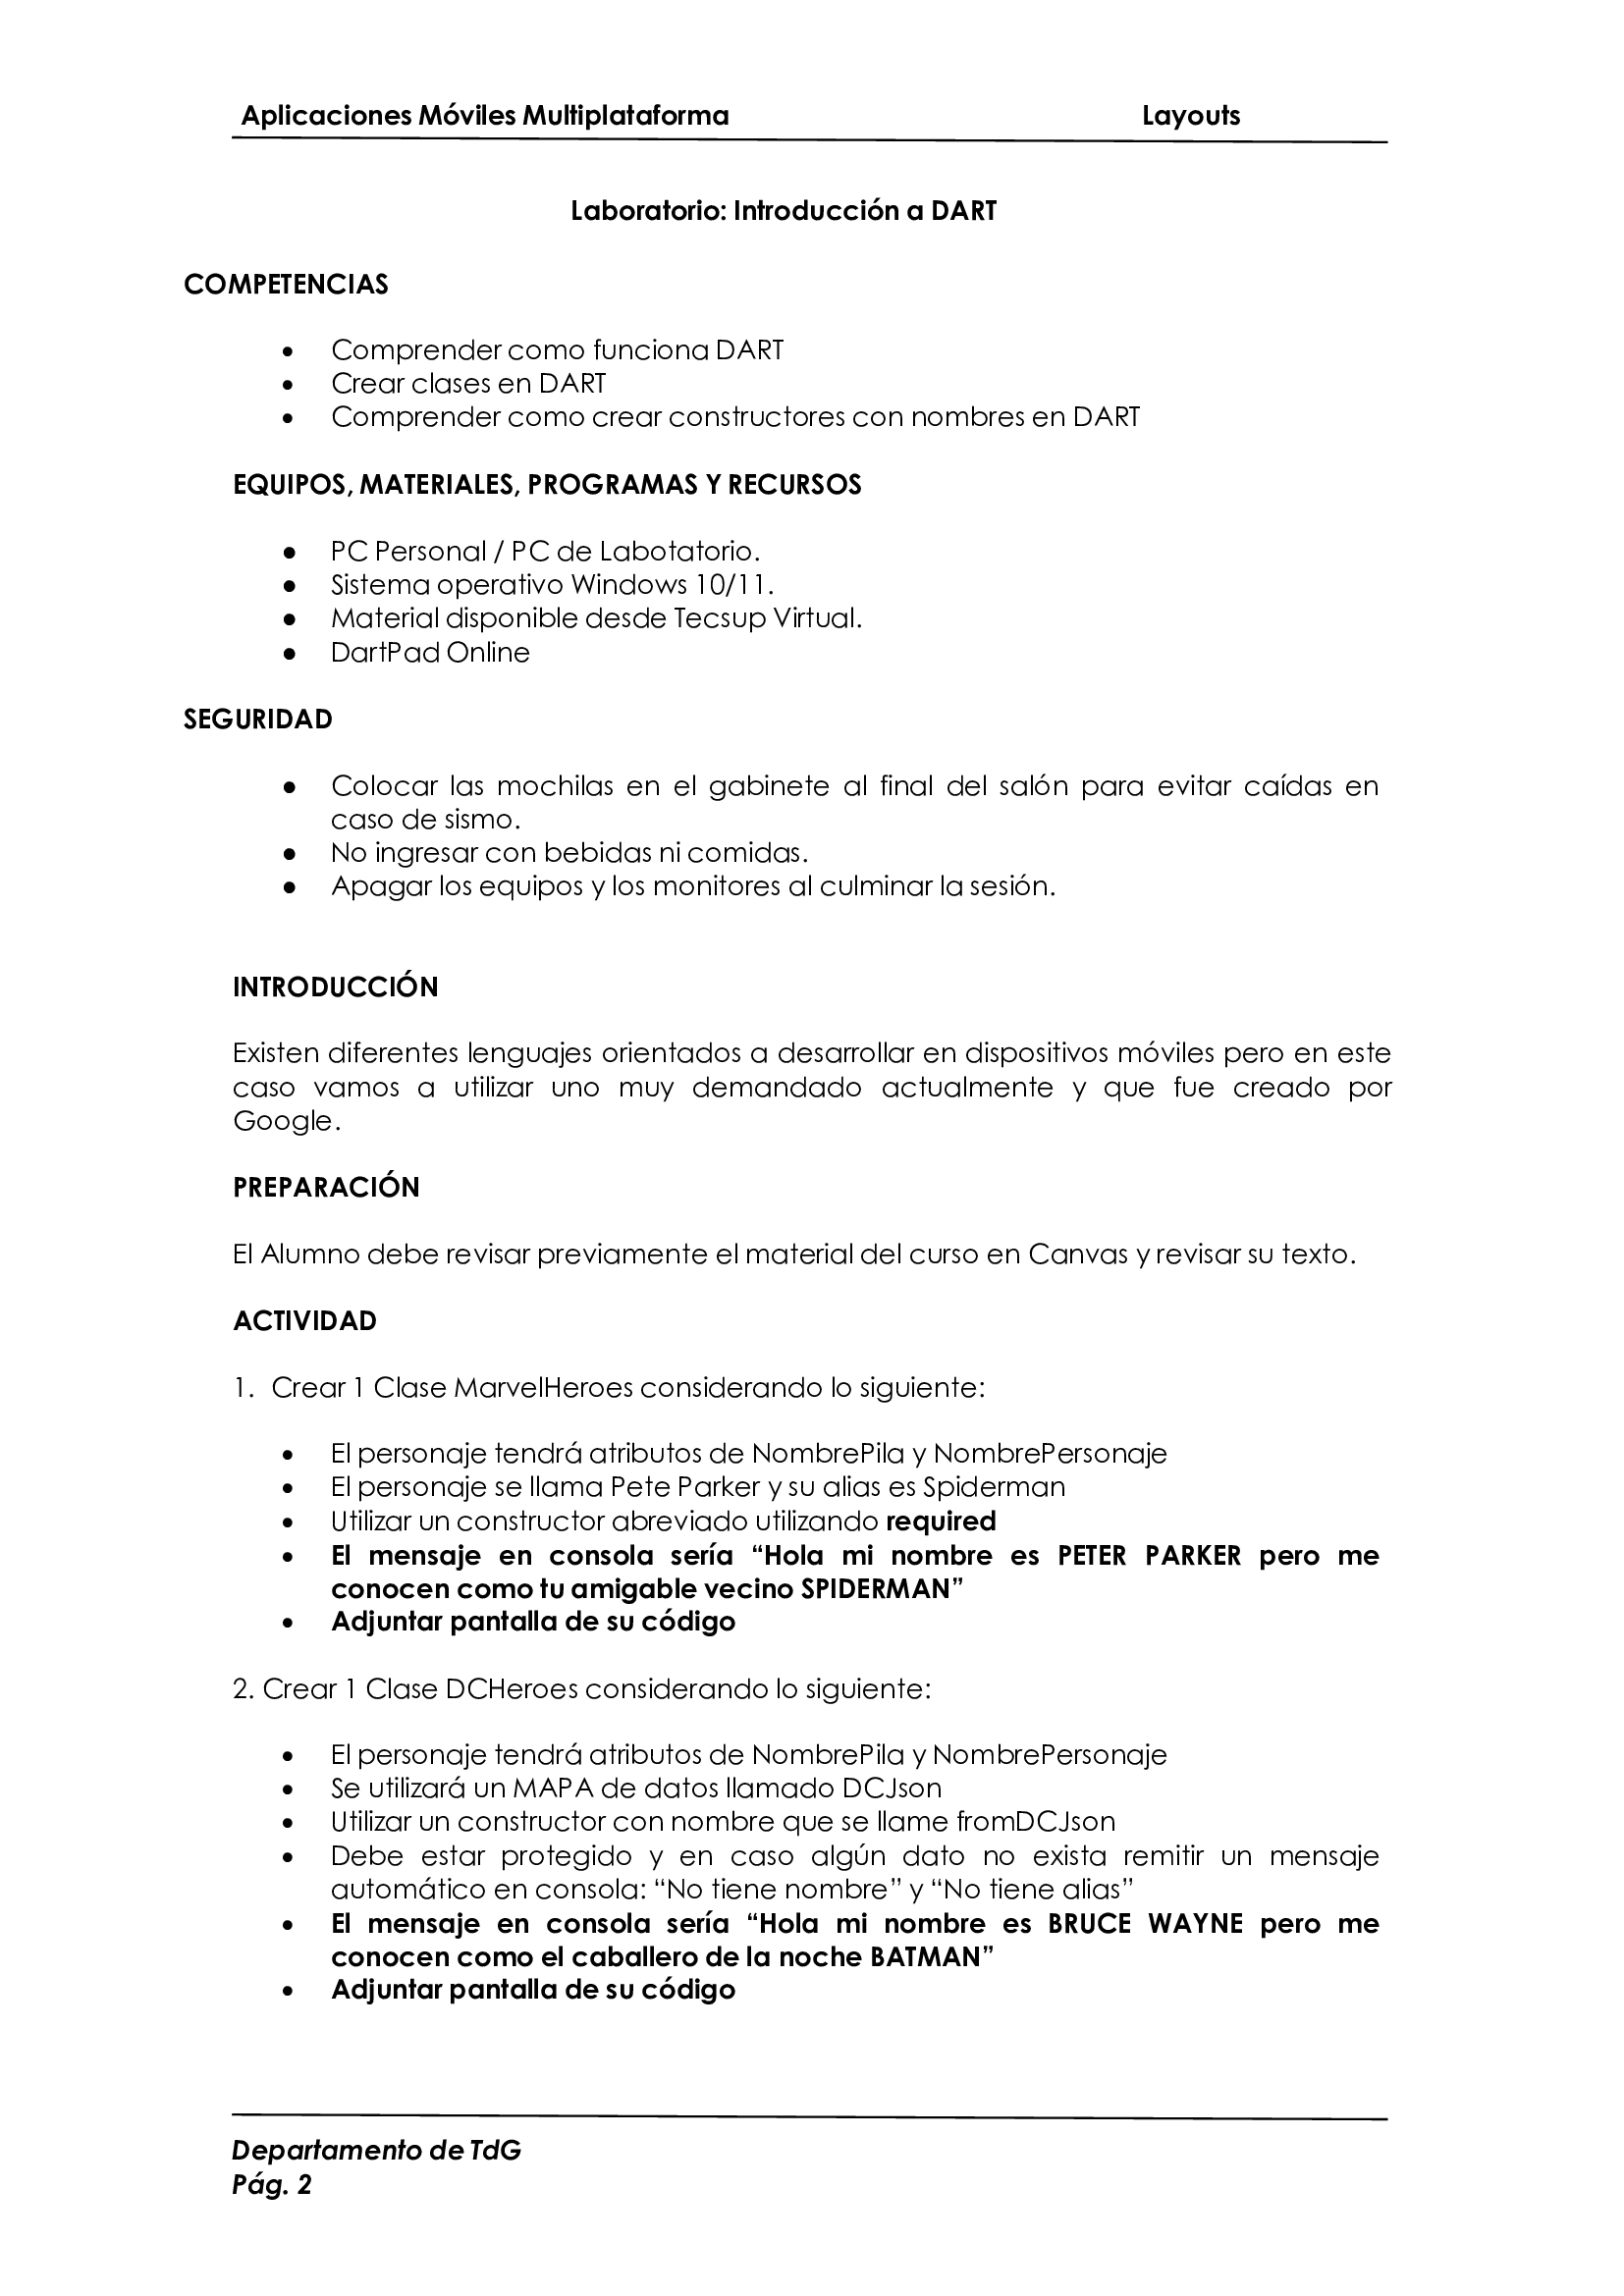 Aplicaciones Móviles Multiplataforma Layouts
Laboratorio: Introducción a DART
COMPETENCIAS
• Comprender como funciona DART
• Crear clases en DART
• Comprender como crear constructores con nombres en DART
EQUIPOS, MATERIALES, PROGRAMAS Y RECURSOS
● PC Personal / PC de Labotatorio.
● Sistema operativo Windows 10/11.
● Material disponible desde Tecsup Virtual.
● DartPad Online
SEGURIDAD
● Colocar las mochilas en el gabinete al final del salón para evitar caídas en
caso de sismo.
● No ingresar con bebidas ni comidas.
● Apagar los equipos y los monitores al culminar la sesión.
INTRODUCCIÓN
Existen diferentes lenguajes orientados a desarrollar en dispositivos móviles pero en este
caso vamos a utilizar uno muy demandado actualmente y que fue creado por
Google.
PREPARACIÓN
El Alumno debe revisar previamente el material del curso en Canvas y revisar su texto.
ACTIVIDAD
1. Crear 1 Clase MarvelHeroes considerando lo siguiente:
• El personaje tendrá atributos de NombrePila y NombrePersonaje
• El personaje se llama Pete Parker y su alias es Spiderman
• Utilizar un constructor abreviado utilizando required
• El mensaje en consola sería “Hola mi nombre es PETER PARKER pero me
conocen como tu amigable vecino SPIDERMAN”
• Adjuntar pantalla de su código
2. Crear 1 Clase DCHeroes considerando lo siguiente:
• El personaje tendrá atributos de NombrePila y NombrePersonaje
• Se utilizará un MAPA de datos llamado DCJson
• Utilizar un constructor con nombre que se llame fromDCJson
• Debe estar protegido y en caso algún dato no exista remitir un mensaje
automático en consola: “No tiene nombre” y “No tiene alias”
• El mensaje en consola sería “Hola mi nombre es BRUCE WAYNE pero me
conocen como el caballero de la noche BATMAN”
• Adjuntar pantalla de su código
Departamento de TdG
Pág. 2